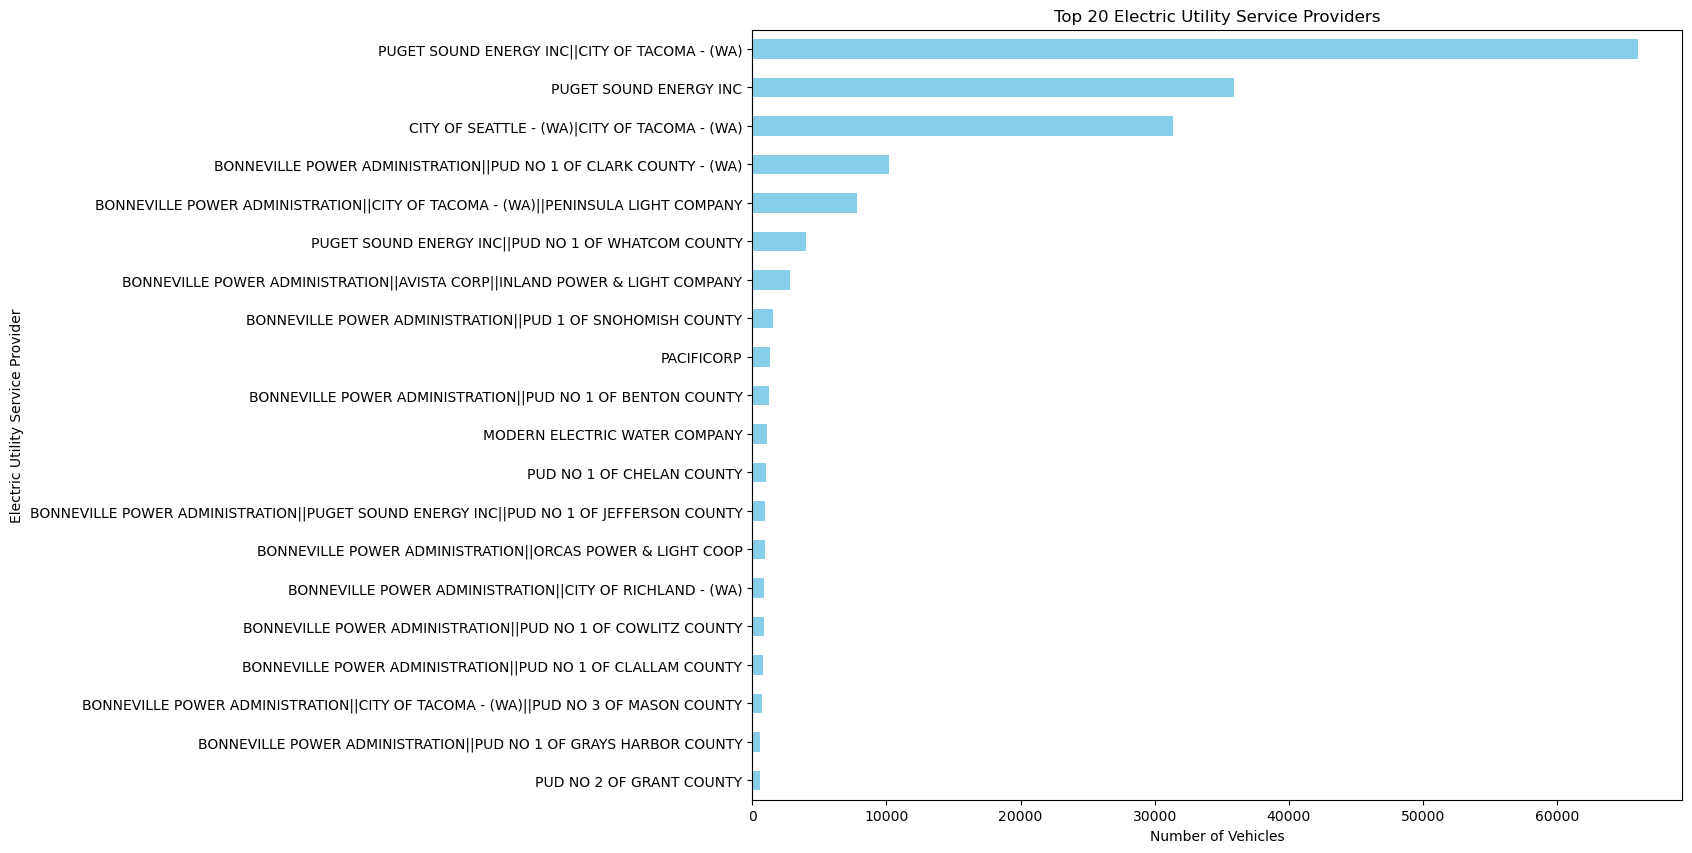 Top 20 Electric Utility Service Providers
Electric Utility Service Provider
PUGET SOUND ENERGY INC||CITY OF TACOMA - (WA)
PUGET SOUND ENERGY INC
CITY OF SEATTLE - (WA)|CITY OF TACOMA - (WA)
BONNEVILLE POWER ADMINISTRATION||PUD NO 1 OF CLARK COUNTY - (WA)
BONNEVILLE POWER ADMINISTRATION||CITY OF TACOMA - (WA)||PENINSULA LIGHT COMPANY
PUGET SOUND ENERGY INC||PUD NO 1 OF WHATCOM COUNTY
BONNEVILLE POWER ADMINISTRATION||AVISTA CORP||INLAND POWER & LIGHT COMPANY
BONNEVILLE POWER ADMINISTRATION||PUD 1 OF SNOHOMISH COUNTY
PACIFICORP
BONNEVILLE POWER ADMINISTRATION||PUD NO 1 OF BENTON COUNTY
MODERN ELECTRIC WATER COMPANY
PUD NO 1 OF CHELAN COUNTY
BONNEVILLE POWER ADMINISTRATION||PUGET SOUND ENERGY INC||PUD NO 1 OF JEFFERSON COUNTY
BONNEVILLE POWER ADMINISTRATION||ORCAS POWER & LIGHT COOP
BONNEVILLE POWER ADMINISTRATION||CITY OF RICHLAND - (WA)
BONNEVILLE POWER ADMINISTRATION||PUD NO 1 OF COWLITZ COUNTY
BONNEVILLE POWER ADMINISTRATION||PUD NO 1 OF CLALLAM COUNTY
BONNEVILLE POWER ADMINISTRATION||CITY OF TACOMA - (WA)||PUD NO 3 OF MASON COUNTY
BONNEVILLE POWER ADMINISTRATION||PUD NO 1 OF GRAYS HARBOR COUNTY
PUD NO 2 OF GRANT COUNTY
0 10000 20000 30000 40000 50000 60000
Number of Vehicles